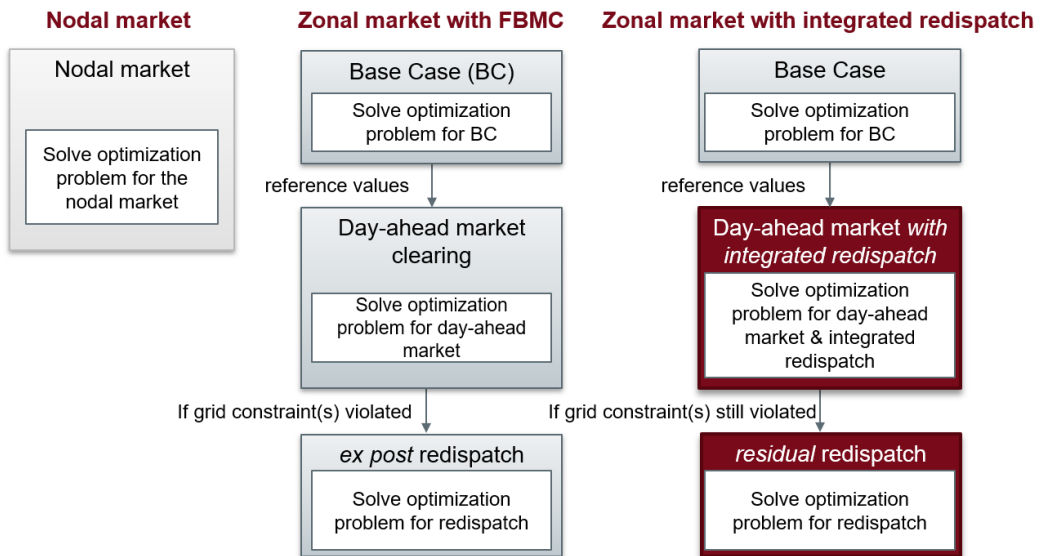 Nodal market
Nodal market
Solve optimization
problem for the
nodal market
Zonal market with FBMC
Base Case (BC)
Solve optimization
problem for BC
reference values
Day-ahead market
clearing
Solve optimization
problem for day-ahead
market
If grid constraint(s) violated
ex post redispatch
Solve optimization
problem for redispatch
Zonal market with integrated redispatch
Base Case
Solve optimization
problem for BC
reference values
Day-ahead market with
integrated redispatch
Solve optimization
problem for day-ahead
market & integrated
redispatch
If grid constraint(s) still violated
residual redispatch
Solve optimization
problem for redispatch